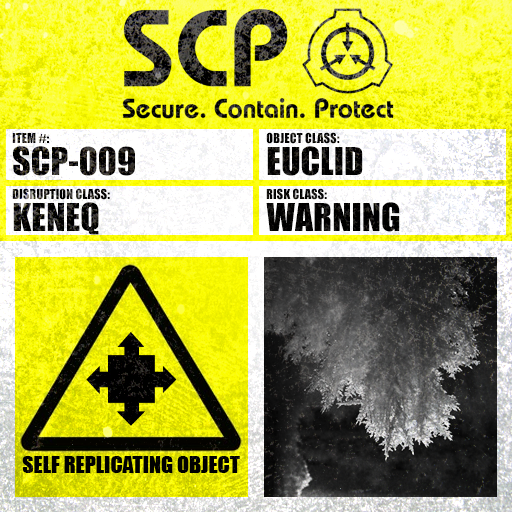 SCP
Secure. Contain. Protect
ITEM #:
SCP-009
OBJECT CLASS:
EUCLID
DISRUPTION CLASS:
KENEQ
RISK CLASS:
WARNING
SELF REPLICATING OBJECT